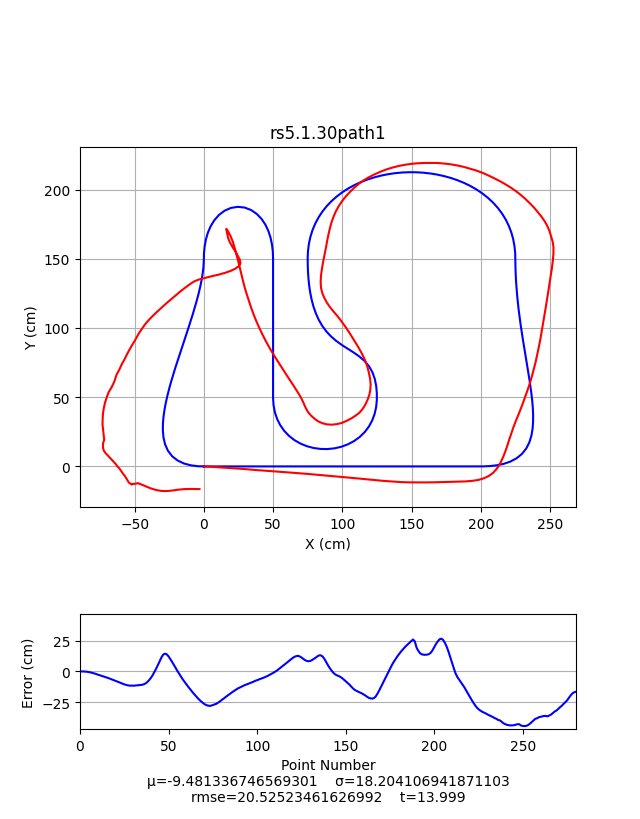 rs5.1.30path1
200
150
100
50
0
Y (cm)
−50 0 50 100 150 200 250
X (cm)
25
0
−25
Error (cm)
0 50 100 150 200 250
Point Number
μ=-9.481336746569301 σ=18.204106941871103
rmse=20.52523461626992 t=13.999